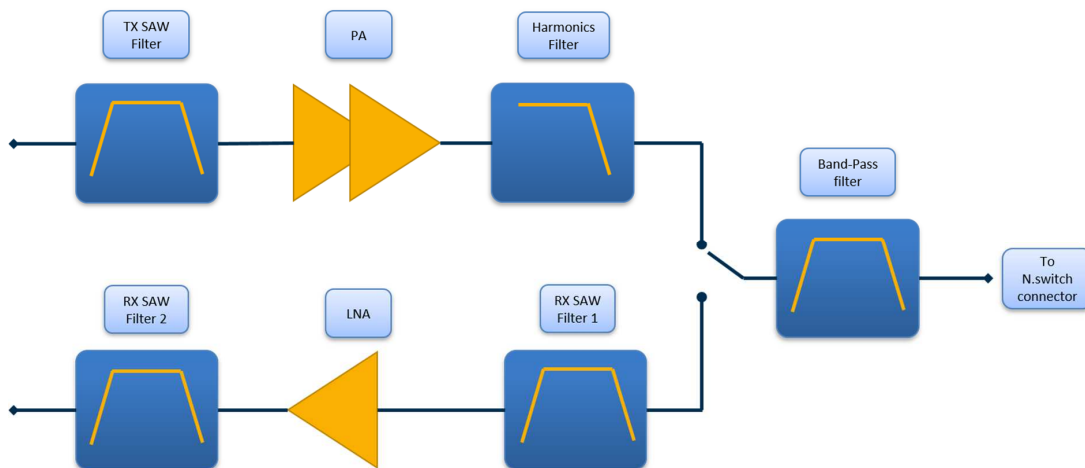 TX SAW
Filter
PA
Harmonics
Filter
Band-Pass
filter
To
N.switch
connector
RX SAW
Filter 2
LNA
RX SAW
Filter 1